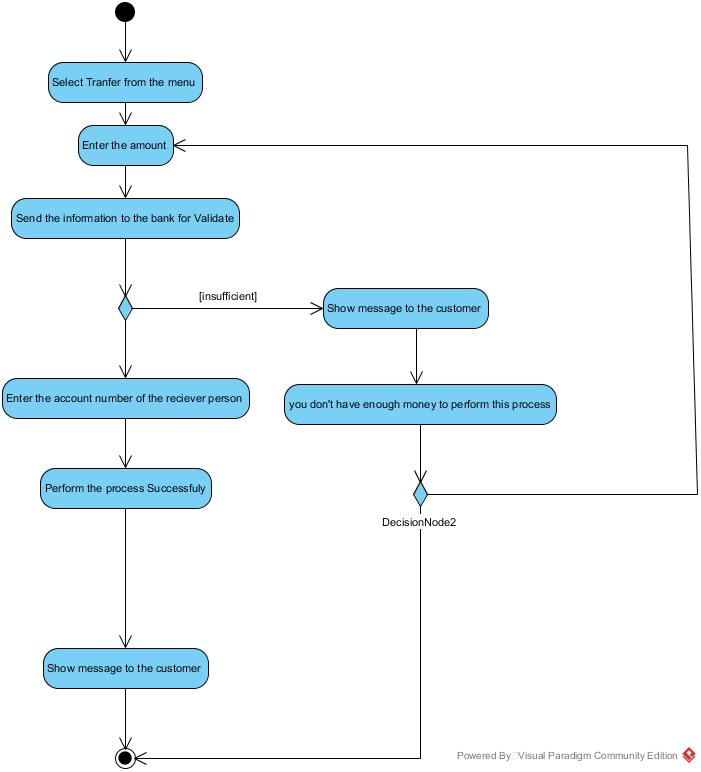 Select Tranfer from the menu
Enter the amount
Send the information to the bank for Validate
[insufficient]
Show message to the customer
Enter the account number of the reciever person
you don't have enough money to perform this process
Perform the process Successfuly
DecisionNode2
Show message to the customer
Powered By Visual Paradigm Community Edition